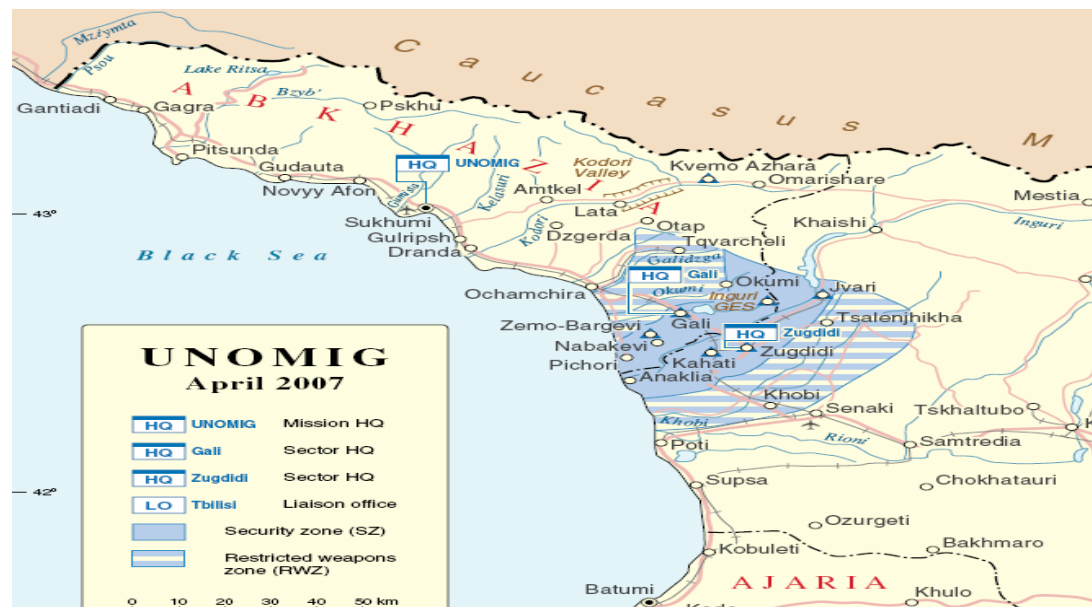 C a u c a s u s M
Mzlymta
Psou
Lake Ritsa
Gantiadi
Gagra
Bzyb'
Pskhu
A B K H A Z I A
Pitsunda
HQ UNOMIG
Kodori
Valley
Kvemo Azhara
Gudauta
Omarishare
Novyy Afon
Gumista
Kelasuri
Amtkel
Mestia
43°
Sukhumi
Lata
Khaishi
Inguri
Gulripsh
Kodori
Dzgerda
Otap
Dranda
Tqvarcheli
Black Sea
Galidzga
HQ Gali
Okumi
Okumi
Jvari
Ochamchira
Inguri
GES
Tsalenjhikha
Zemo-Bargevi
Gali
HQ Zugdidi
Nabakevi
Zugdidi
Pichori
Kahati
Anaklia
Khobi
Senaki
Tskhaltubo
K
Khobi
Poti
Rioni
Samtredia
42°
Supsa
Chokhatauri
Ozurgeti
Kobuleti
Bakhmaro
Batumi
AJARIA
Khulo
UNOMIG
April 2007
HQ UNOMIG Mission HQ
HQ Gali Sector HQ
HQ Zugdidi Sector HQ
LO Tbilisi Liaison office
Security zone (SZ)
Restricted weapons
zone (RWZ)
0 10 20 30 40 50 km